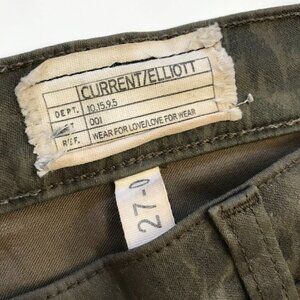 CURRENT/ELLIOTT
DEPT. 10.15.9.5
001
REF. WEAR FOR LOVE/LOVE FOR WEAR
27-0